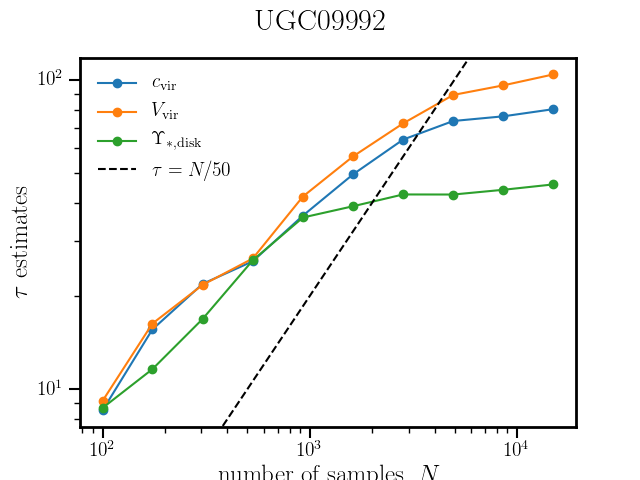 UGC09992
τ estimates
10²
10¹
c_vir
V_vir
Υ_{*,disk}
τ = N/50
10² 10³ 10⁴
number of samples, N